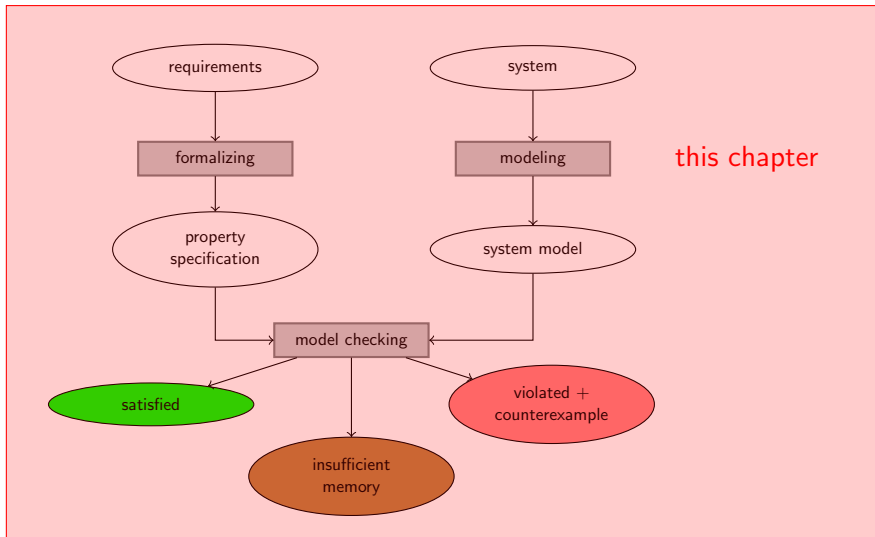 requirements
system
formalizing
modeling
this chapter
property
specification
system model
model checking
satisfied
violated +
counterexample
insufficient
memory